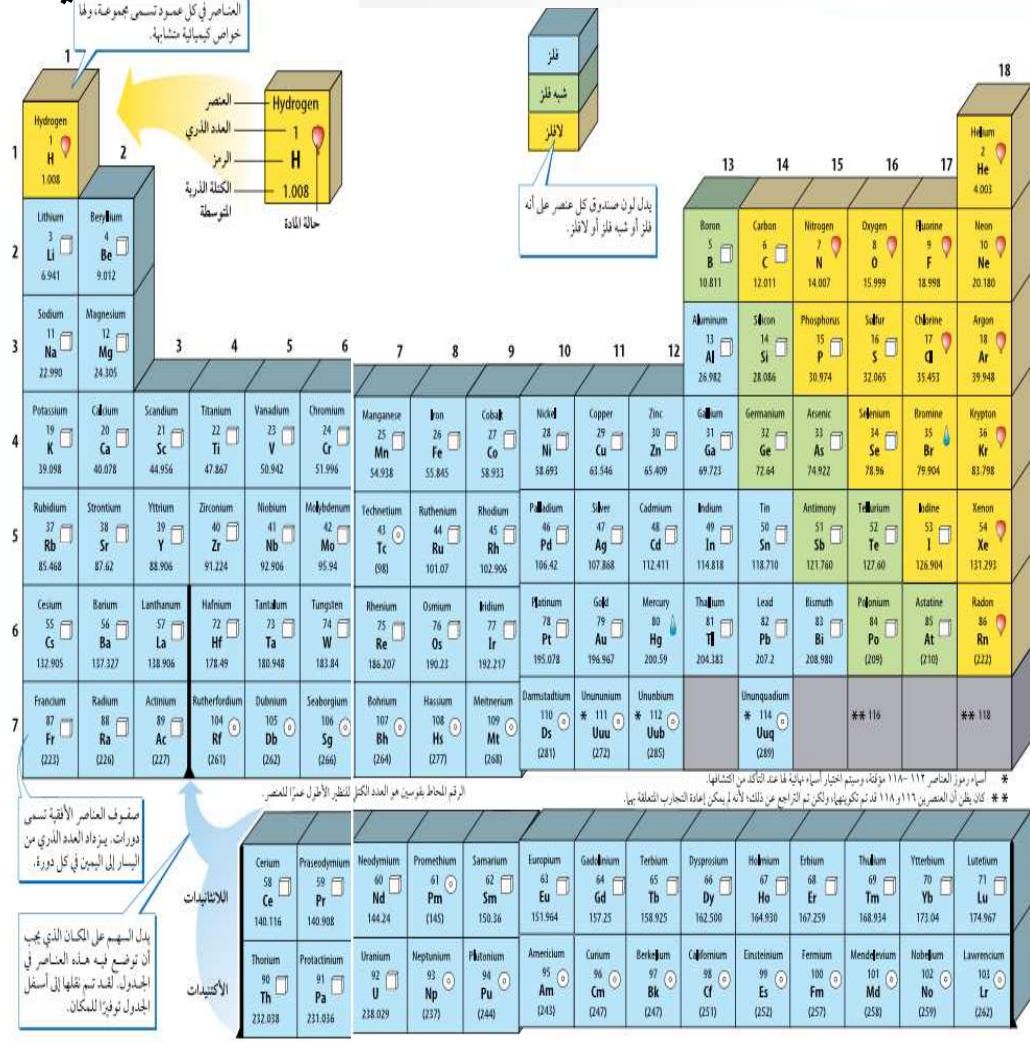 العناصر في كل عمود تسمى مجموعة، ولها
خواص كيميائية متشابهة.
1
Hydrogen
1
H
1.008
العنصر
العدد الذري
الرمز
الكتلة الذرية
المتوسطة
Hydrogen
1
H
1.008
حالة المادة
فلز
شبه فلز
لافلز
يدل لون صندوق كل عنصر على أنه
فلز أو شبه فلز أو لافلز.
18
Helium
2
He
4.003
1
2
13 14 15 16 17
2
Lithium Beryllium Boron Carbon Nitrogen Oxygen Fluorine Neon
3 4 5 6 7 8 9 10
Li Be B C N O F Ne
6.941 9.012 10.811 12.011 14.007 15.999 18.998 20.180
3
Sodium Magnesium Aluminum Silicon Phosphorus Sulfur Chlorine Argon
11 12 13 14 15 16 17 18
Na Mg Al Si P S Cl Ar
22.990 24.305 26.982 28.086 30.974 32.065 35.453 39.948
3 4 5 6 7 8 9 10 11 12
4
Potassium Calcium Scandium Titanium Vanadium Chromium Manganese Iron Cobalt Nickel Copper Zinc Gallium Germanium Arsenic Selenium Bromine Krypton
19 20 21 22 23 24 25 26 27 28 29 30 31 32 33 34 35 36
K Ca Sc Ti V Cr Mn Fe Co Ni Cu Zn Ga Ge As Se Br Kr
39.098 40.078 44.956 47.867 50.942 51.996 54.938 55.845 58.933 58.693 63.546 65.409 69.723 72.64 74.922 78.96 79.904 83.798
5
Rubidium Strontium Yttrium Zirconium Niobium Molybdenum Technetium Ruthenium Rhodium Palladium Silver Cadmium Indium Tin Antimony Tellurium Iodine Xenon
37 38 39 40 41 42 43 44 45 46 47 48 49 50 51 52 53 54
Rb Sr Y Zr Nb Mo Tc Ru Rh Pd Ag Cd In Sn Sb Te I Xe
85.468 87.62 88.906 91.224 92.906 95.94 (98) 101.07 102.906 106.42 107.868 112.411 114.818 118.710 121.760 127.60 126.904 131.293
6
Cesium Barium Lanthanum Hafnium Tantalum Tungsten Rhenium Osmium Iridium Platinum Gold Mercury Thallium Lead Bismuth Polonium Astatine Radon
55 56 57 72 73 74 75 76 77 78 79 80 81 82 83 84 85 86
Cs Ba La Hf Ta W Re Os Ir Pt Au Hg Tl Pb Bi Po At Rn
132.905 137.327 138.906 178.49 180.948 183.84 186.207 190.23 192.217 195.078 196.967 200.59 204.383 207.2 208.980 (209) (210) (222)
7
Francium Radium Actinium Rutherfordium Dubnium Seaborgium Bohrium Hassium Meitnerium Darmstadtium Unununium Ununbium Ununquadium
87 88 89 104 105 106 107 108 109 110 * 111 * 112 * 114 ** 116 ** 118
Fr Ra Ac Rf Db Sg Bh Hs Mt Ds Uuu Uub Uuq
(223) (226) (227) (261) (262) (266) (264) (277) (268) (281) (272) (285) (289)
* أسماء رموز العناصر ١١٢ –١١٨ مؤقتة، وسيتم اختيار أسماء نهائية لها عند التأكد من اكتشافها.
** كان يظن أن العنصرين ١١٦ و ١١٨ قد تم تكوينهما، ولكن تم التراجع عن ذلك؛ لأنه لم يمكن إعادة التجارب المتعلقة بها.
الرقم المحاط بقوسين هو العدد الكتلي للنظير الأطول عمرًا للعنصر.
صفوف العناصر الأفقية تسمى
دورات. يزداد العدد الذري من
اليسار إلى اليمين في كل دورة.
يدل السهم على المكان الذي يجب
أن توضع فيه هذه العناصر في
الجدول. لقد تم نقلها إلى أسفل
الجدول توفيرًا للمكان.
اللانثانيدات
Cerium Praseodymium Neodymium Promethium Samarium Europium Gadolinium Terbium Dysprosium Holmium Erbium Thulium Ytterbium Lutetium
58 59 60 61 62 63 64 65 66 67 68 69 70 71
Ce Pr Nd Pm Sm Eu Gd Tb Dy Ho Er Tm Yb Lu
140.116 140.908 144.24 (145) 150.36 151.964 157.25 158.925 162.500 164.930 167.259 168.934 173.04 174.967
الأكتنيدات
Thorium Protactinium Uranium Neptunium Plutonium Americium Curium Berkelium Californium Einsteinium Fermium Mendelevium Nobelium Lawrencium
90 91 92 93 94 95 96 97 98 99 100 101 102 103
Th Pa U Np Pu Am Cm Bk Cf Es Fm Md No Lr
232.038 231.036 238.029 (237) (244) (243) (247) (247) (251) (252) (257) (258) (259) (262)